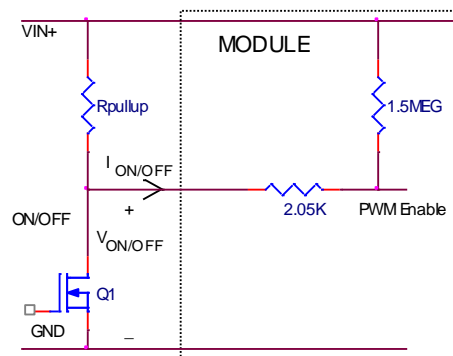 VIN+
MODULE
Rpullup
1.5MEG
I ON/OFF
+
2.05K
PWM Enable
ON/OFF
V ON/OFF
Q1
GND
–